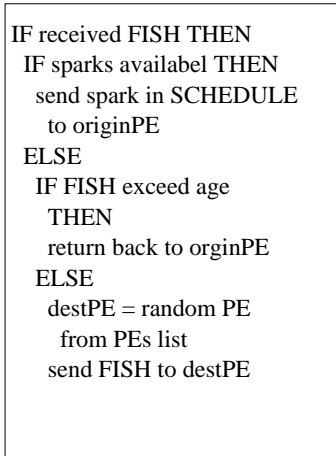 IF received FISH THEN
IF sparks availabel THEN
send spark in SCHEDULE
to originPE
ELSE
IF FISH exceed age
THEN
return back to orginPE
ELSE
destPE = random PE
from PEs list
send FISH to destPE